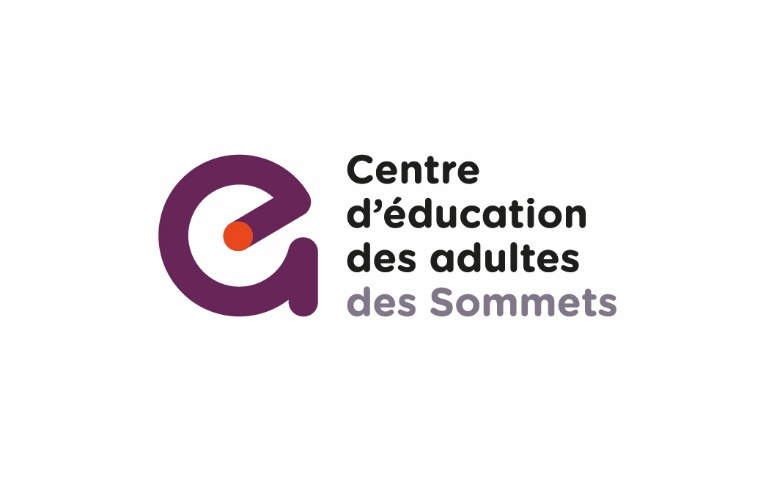 Centre
d'éducation
des adultes
des Sommets